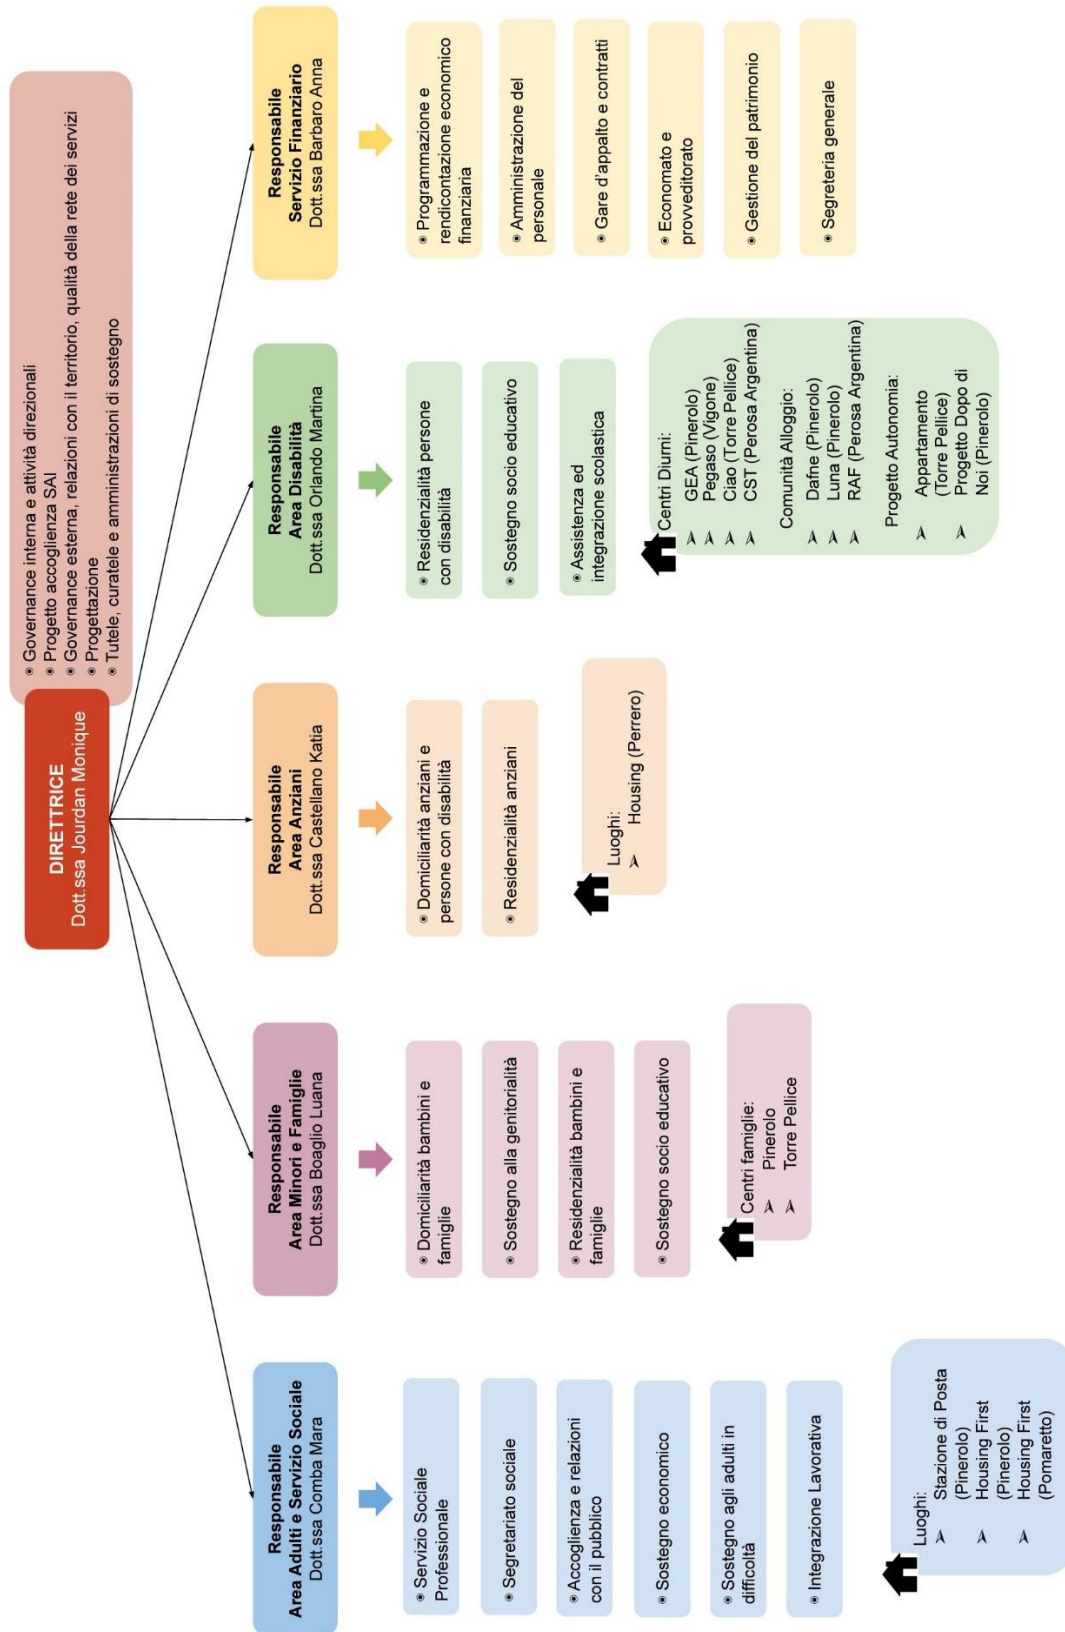 DIRETTRICE
Dott.ssa Jourdan Monique
◉ Governance interna e attività direzionali
◉ Progetto accoglienza SAI
◉ Governance esterna, relazioni con il territorio, qualità della rete dei servizi
◉ Progettazione
◉ Tutele, curatele e amministrazioni di sostegno
Responsabile
Area Adulti e Servizio Sociale
Dott.ssa Comba Mara
◉ Servizio Sociale
Professionale
◉ Segretariato sociale
◉ Accoglienza e relazioni
con il pubblico
◉ Sostegno economico
◉ Sostegno agli adulti in
difficoltà
◉ Integrazione Lavorativa
Luoghi:
➢ Stazione di Posta
(Pinerolo)
➢ Housing First
(Pinerolo)
➢ Housing First
(Pomaretto)
Responsabile
Area Minori e Famiglie
Dott.ssa Boaglio Luana
◉ Domiciliarità bambini e
famiglie
◉ Sostegno alla genitorialità
◉ Residenzialità bambini e
famiglie
◉ Sostegno socio educativo
Centri famiglie:
➢ Pinerolo
➢ Torre Pellice
Responsabile
Area Anziani
Dott.ssa Castellano Katia
◉ Domiciliarità anziani e
persone con disabilità
◉ Residenzialità anziani
Luoghi:
➢ Housing (Perrero)
Responsabile
Area Disabilità
Dott.ssa Orlando Martina
◉ Residenzialità persone
con disabilità
◉ Sostegno socio educativo
◉ Assistenza ed
integrazione scolastica
Centri Diurni:
➢ GEA (Pinerolo)
➢ Pegaso (Vigone)
➢ Ciao (Torre Pellice)
➢ CST (Perosa Argentina)
Comunità Alloggio:
➢ Dafne (Pinerolo)
➢ Luna (Pinerolo)
➢ RAF (Perosa Argentina)
Progetto Autonomia:
➢ Appartamento
(Torre Pellice)
➢ Progetto Dopo di
Noi (Pinerolo)
Responsabile
Servizio Finanziario
Dott.ssa Barbaro Anna
◉ Programmazione e
rendicontazione economico
finanziaria
◉ Amministrazione del
personale
◉ Gare d'appalto e contratti
◉ Economato e
provveditorato
◉ Gestione del patrimonio
◉ Segreteria generale